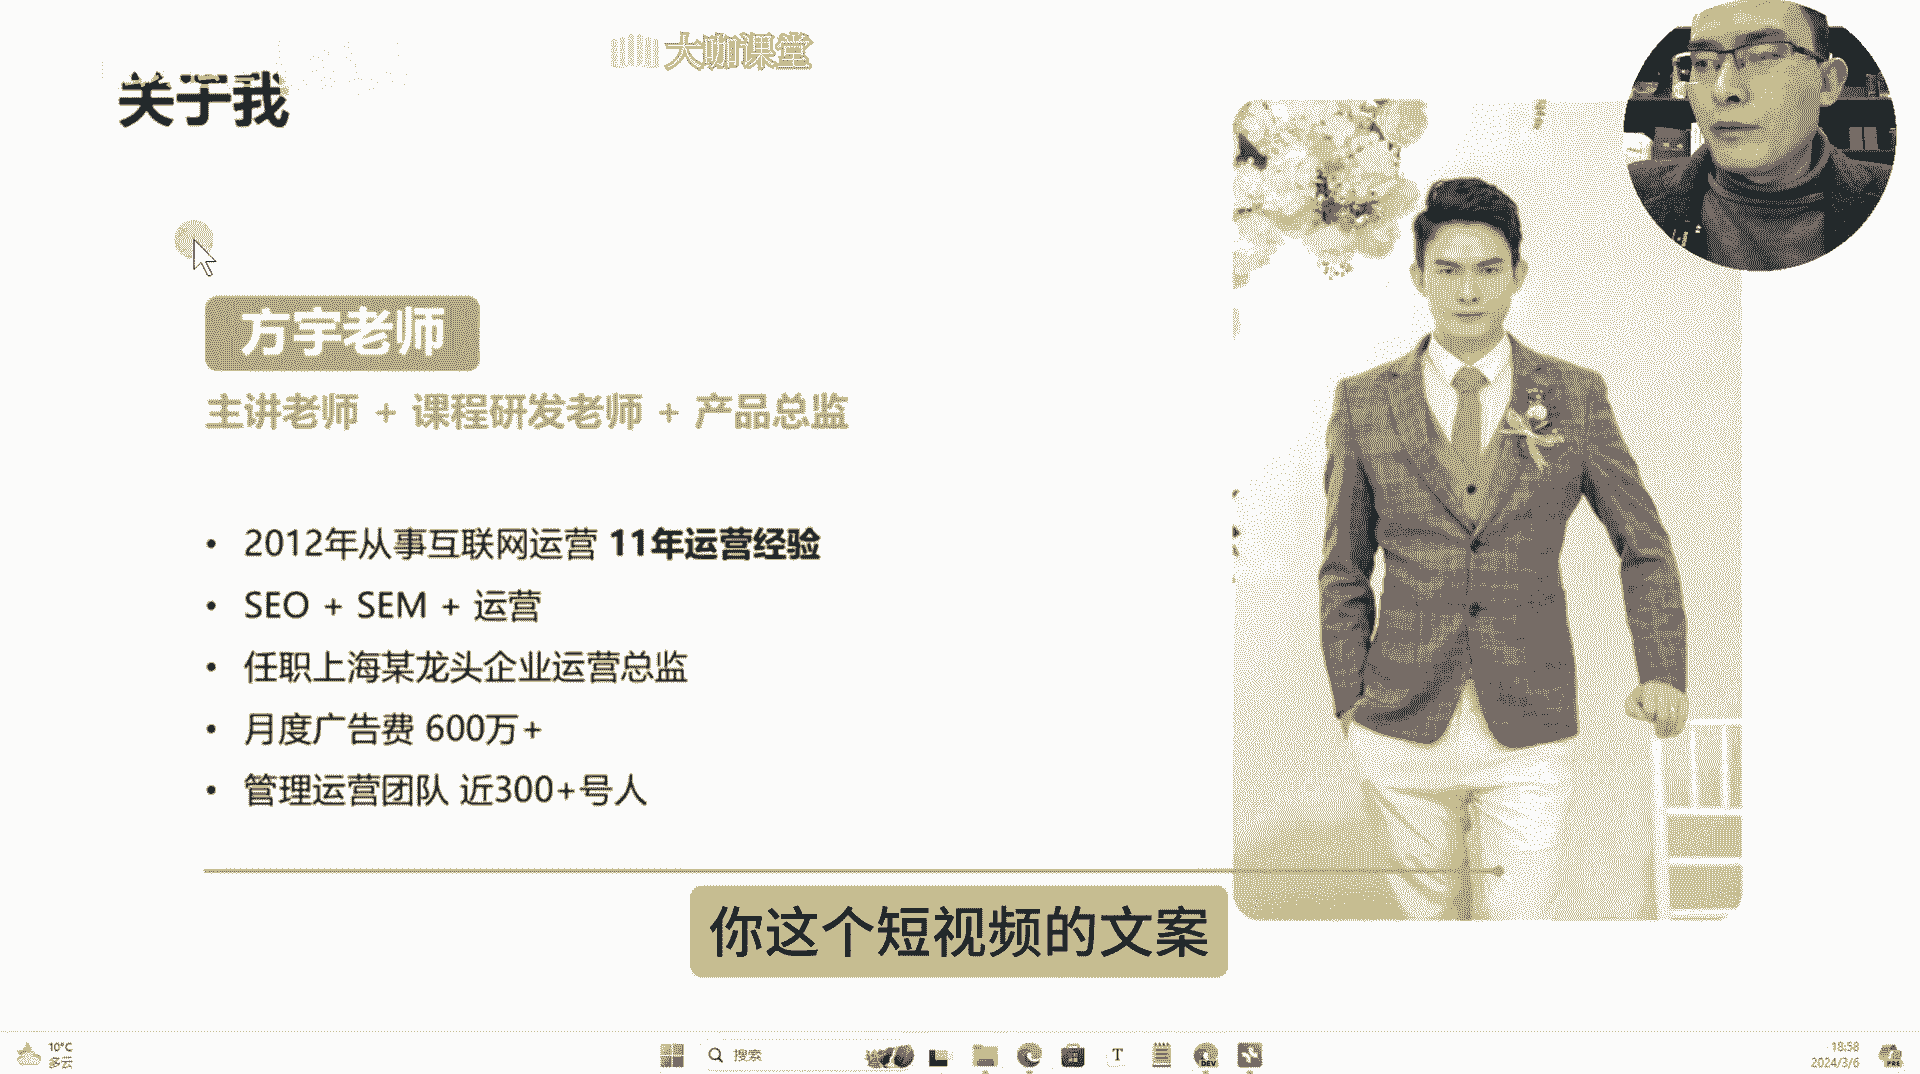 大咖课堂
关于我
方宇老师
主讲老师 + 课程研发老师 + 产品总监
• 2012年从事互联网运营 11年运营经验
• SEO + SEM + 运营
• 任职上海某龙头企业运营总监
• 月度广告费 600万+
• 管理运营团队 近300+号人
你这个短视频的文案
10°C
多云
搜索
T
DEV
18:58
2024/3/6
PRE